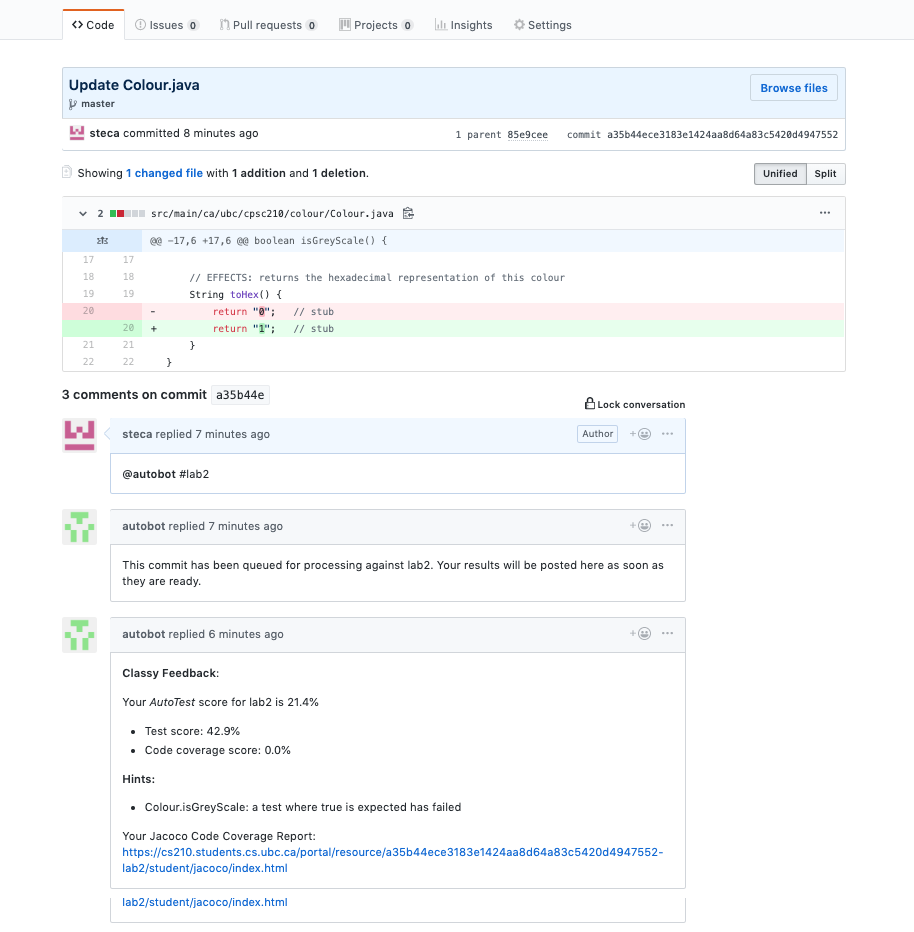 <> Code Issues 0 Pull requests 0 Projects 0 Insights Settings
Update Colour.java
Browse files
master
steca committed 8 minutes ago 1 parent 85e9cee commit a35b44ece3183e1424aa8d64a83c5420d4947552
Showing 1 changed file with 1 addition and 1 deletion.
Unified Split
2 src/main/ca/ubc/cpsc210/colour/Colour.java ...
@@ -17,6 +17,6 @@ boolean isGreyScale() {
17 17
18 18 // EFFECTS: returns the hexadecimal representation of this colour
19 19 String toHex() {
20 - return "0"; // stub
20 + return "1"; // stub
21 21 }
22 22 }
3 comments on commit a35b44e
Lock conversation
steca replied 7 minutes ago Author + ...
@autobot #lab2
autobot replied 7 minutes ago + ...
This commit has been queued for processing against lab2. Your results will be posted here as soon as
they are ready.
autobot replied 6 minutes ago + ...
Classy Feedback:
Your AutoTest score for lab2 is 21.4%
• Test score: 42.9%
• Code coverage score: 0.0%
Hints:
• Colour.isGreyScale: a test where true is expected has failed
Your Jacoco Code Coverage Report:
https://cs210.students.cs.ubc.ca/portal/resource/a35b44ece3183e1424aa8d64a83c5420d4947552-
lab2/student/jacoco/index.html
lab2/student/jacoco/index.html